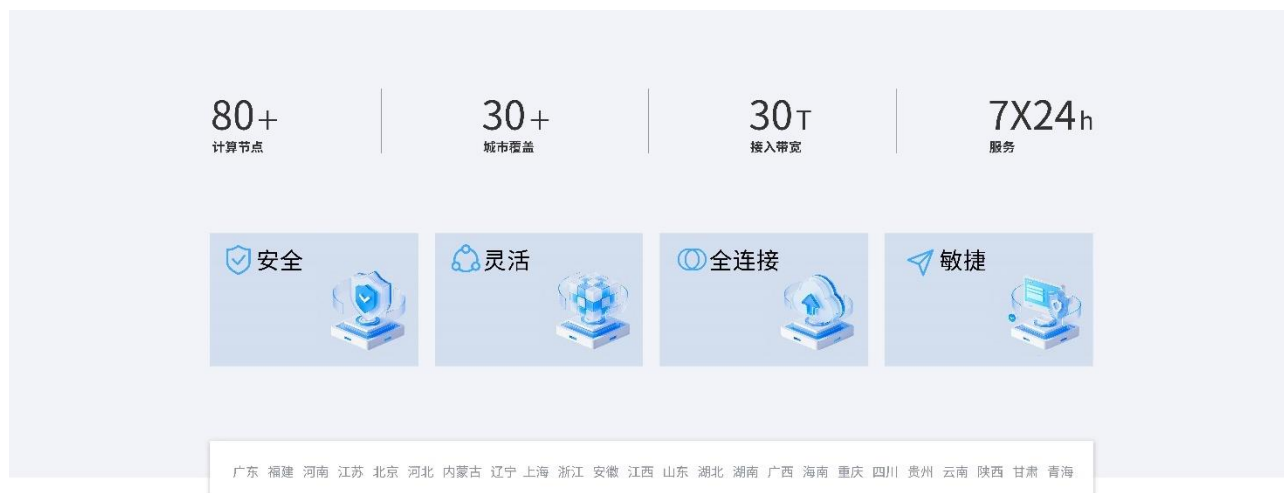 80+ 30+ 30T 7X24h
计算节点 城市覆盖 接入带宽 服务
安全 灵活 全连接 敏捷
广东 福建 河南 江苏 北京 河北 内蒙古 辽宁 上海 浙江 安徽 江西 山东 湖北 湖南 广西 海南 重庆 四川 贵州 云南 陕西 甘肃 青海